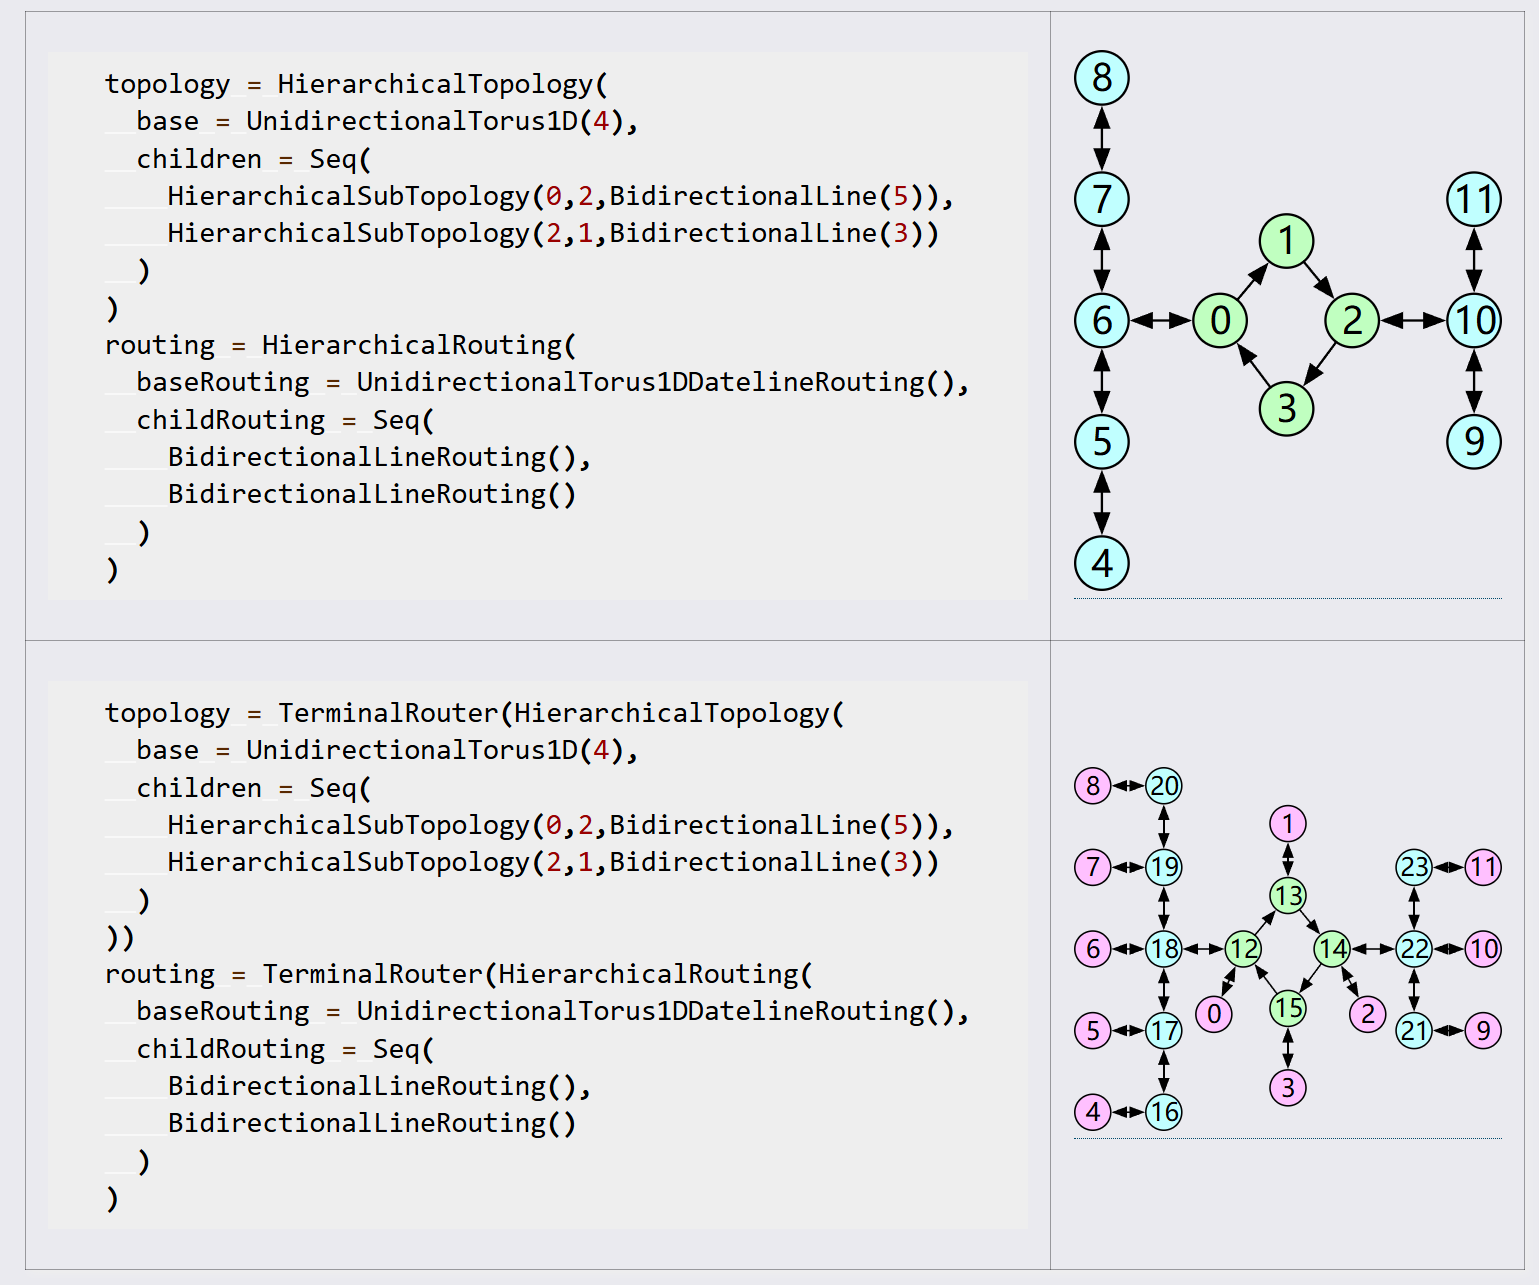 topology = HierarchicalTopology(
  base = UnidirectionalTorus1D(4),
  children = Seq(
    HierarchicalSubTopology(0,2,BidirectionalLine(5)),
    HierarchicalSubTopology(2,1,BidirectionalLine(3))
  )
)
routing = HierarchicalRouting(
  baseRouting = UnidirectionalTorus1DDatelineRouting(),
  childRouting = Seq(
    BidirectionalLineRouting(),
    BidirectionalLineRouting()
  )
)
8
7 11
1
6 0 2 10
3
5 9
4
topology = TerminalRouter(HierarchicalTopology(
  base = UnidirectionalTorus1D(4),
  children = Seq(
    HierarchicalSubTopology(0,2,BidirectionalLine(5)),
    HierarchicalSubTopology(2,1,BidirectionalLine(3))
  )
))
routing = TerminalRouter(HierarchicalRouting(
  baseRouting = UnidirectionalTorus1DDatelineRouting(),
  childRouting = Seq(
    BidirectionalLineRouting(),
    BidirectionalLineRouting()
  )
)
8 20
1
7 19 23 11
13
6 18 12 14 22 10
0 15 2
5 17 21 9
3
4 16